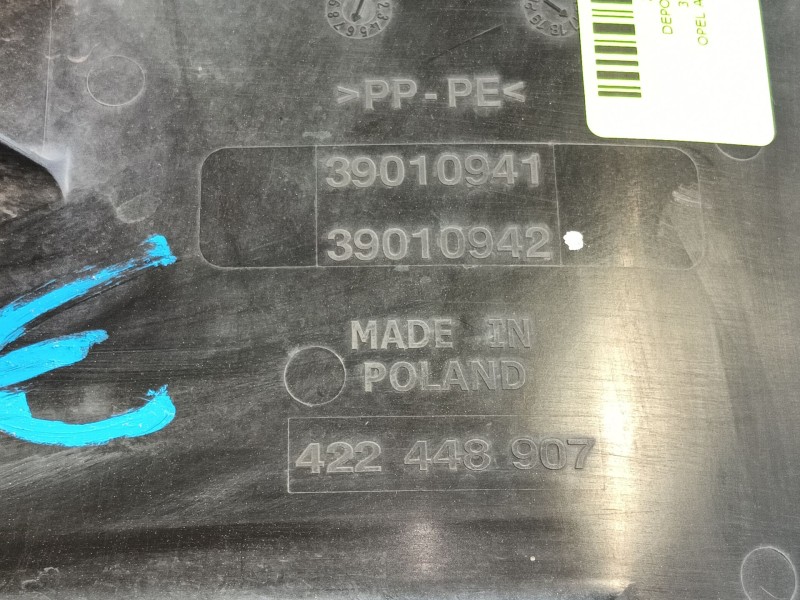 >PP-PE<
39010941
39010942
MADE IN
POLAND
422 448 907